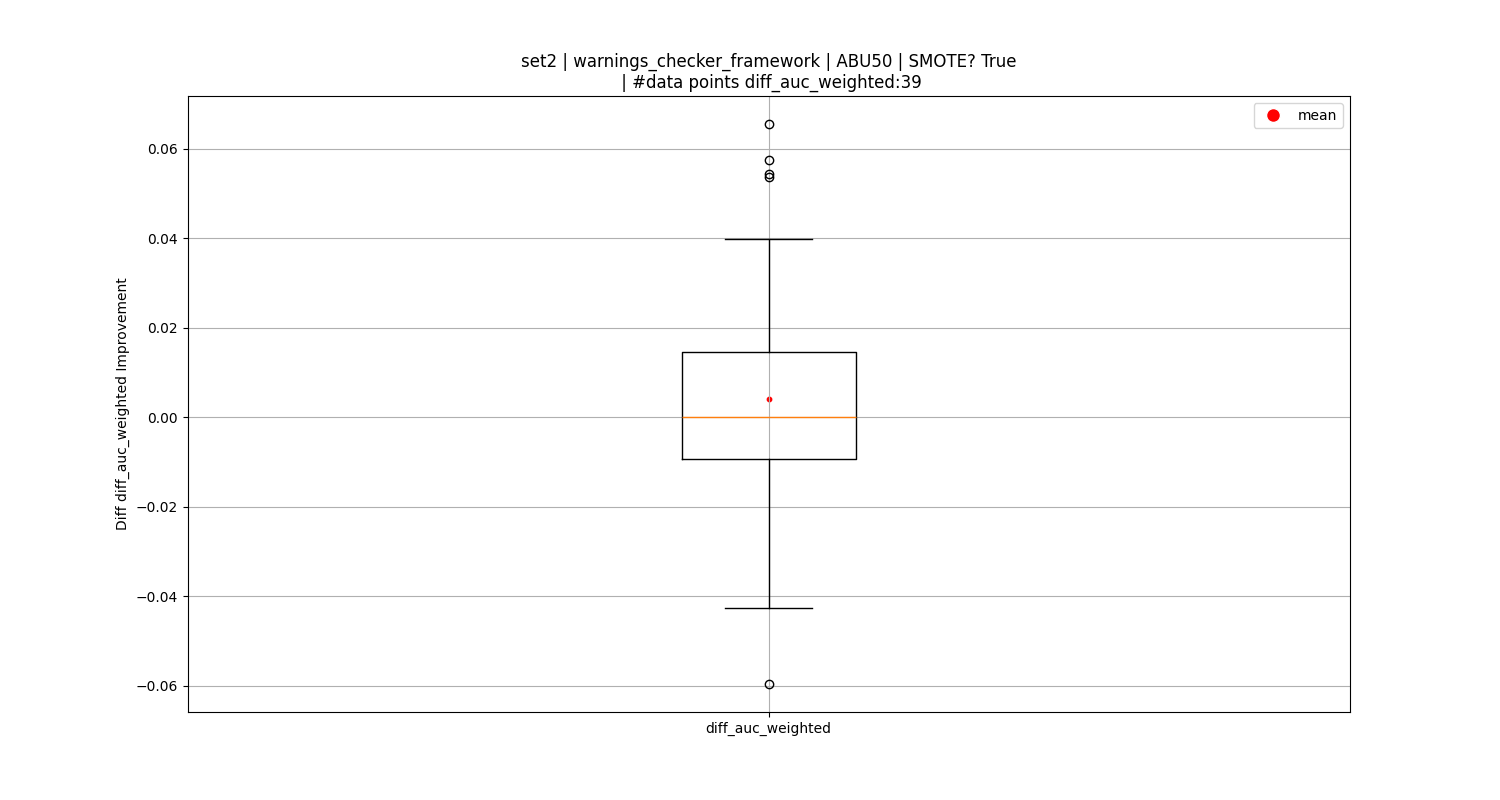 set2 | warnings_checker_framework | ABU50 | SMOTE? True
| #data points diff_auc_weighted:39
mean
0.06
0.04
0.02
0.00
−0.02
−0.04
−0.06
Diff diff_auc_weighted Improvement
diff_auc_weighted